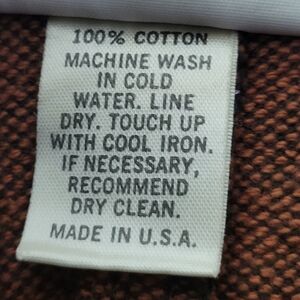 100% COTTON
MACHINE WASH
IN COLD
WATER. LINE
DRY. TOUCH UP
WITH COOL IRON.
IF NECESSARY,
RECOMMEND
DRY CLEAN.
MADE IN U.S.A.